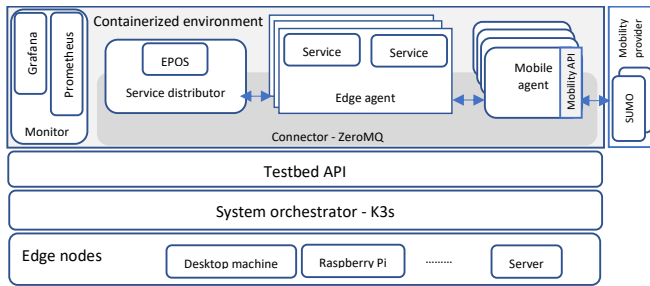 Containerized environment
Grafana
Prometheus
Monitor
EPOS
Service distributor
Service
Service
Edge agent
Mobile
agent
Mobility API
Connector - ZeroMQ
Mobility
provider
SUMO
Testbed API
System orchestrator - K3s
Edge nodes
Desktop machine
Raspberry Pi
.........
Server